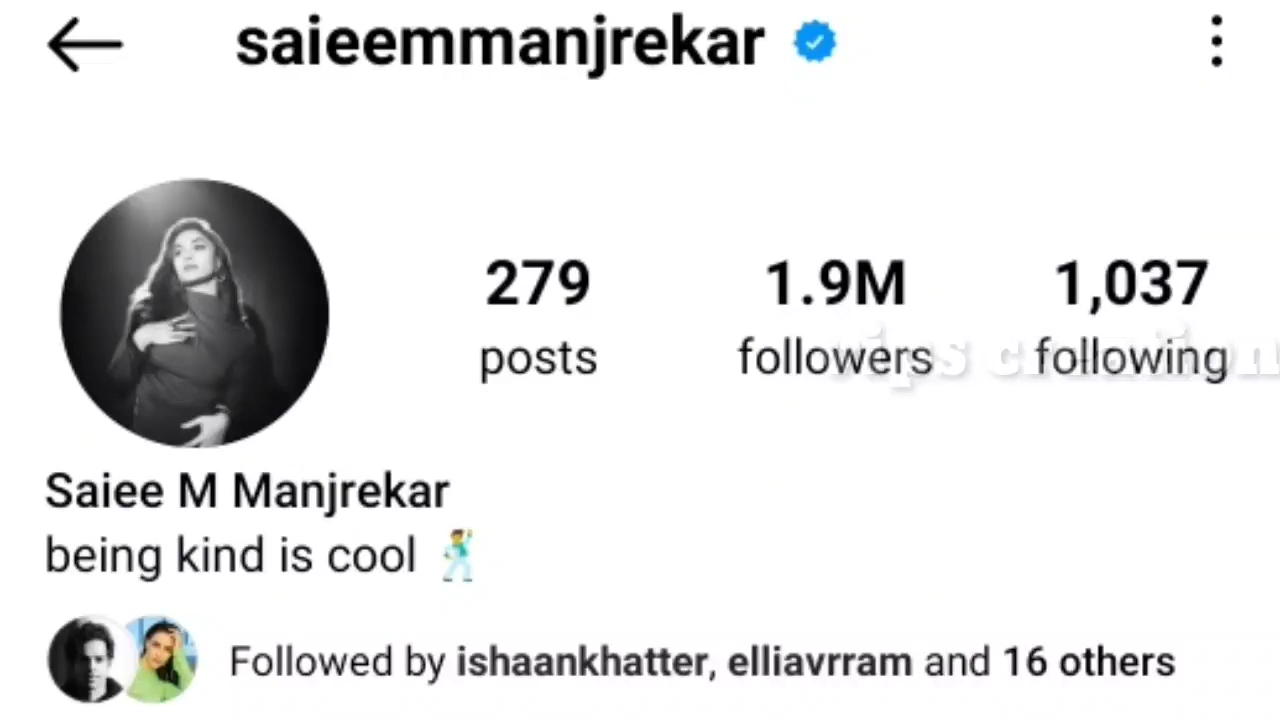 saieemmanjrekar
279 1.9M 1,037
posts followers following
Saiee M Manjrekar
being kind is cool 🕺
Followed by ishaankhatter, elliavrram and 16 others